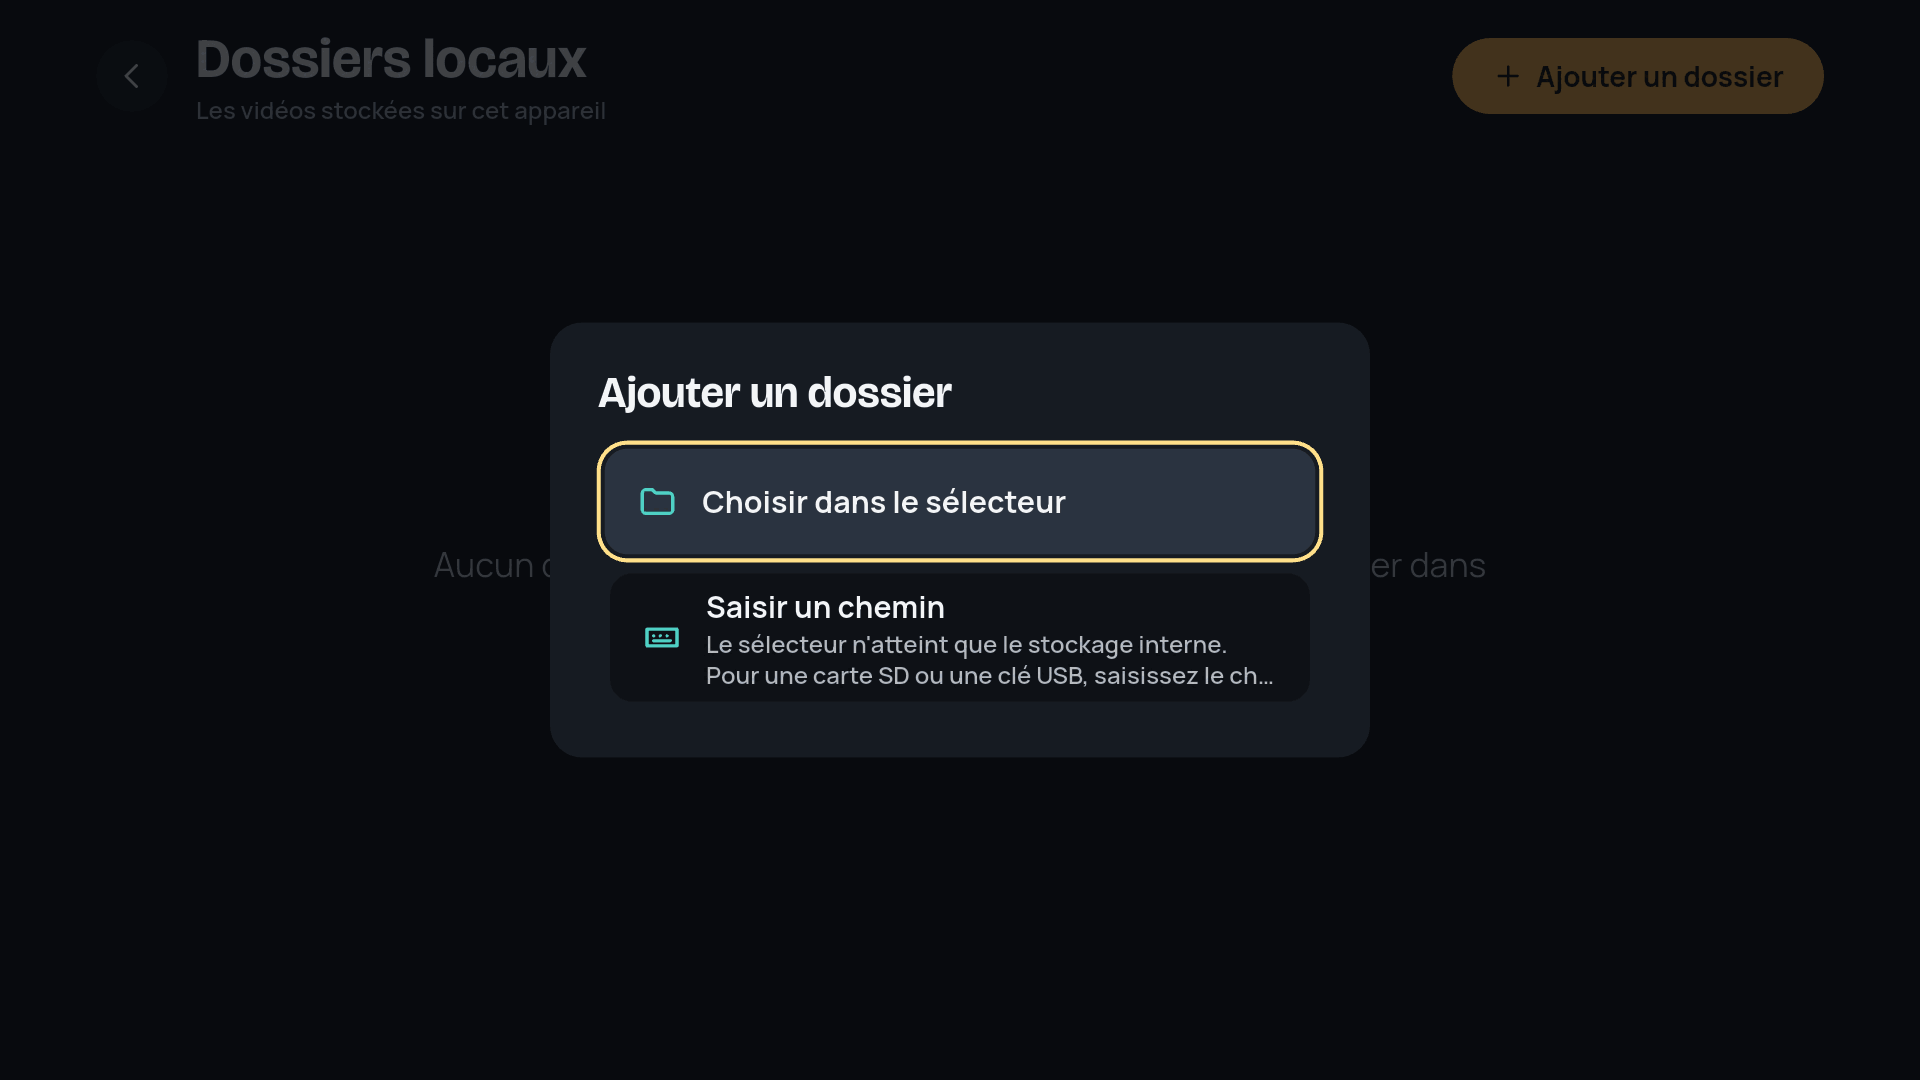 Dossiers locaux
Les vidéos stockées sur cet appareil
Ajouter un dossier
Ajouter un dossier
Choisir dans le sélecteur
Aucun
dans
Saisir un chemin
Le sélecteur n'atteint que le stockage interne.
Pour une carte SD ou une clé USB, saisissez le ch…